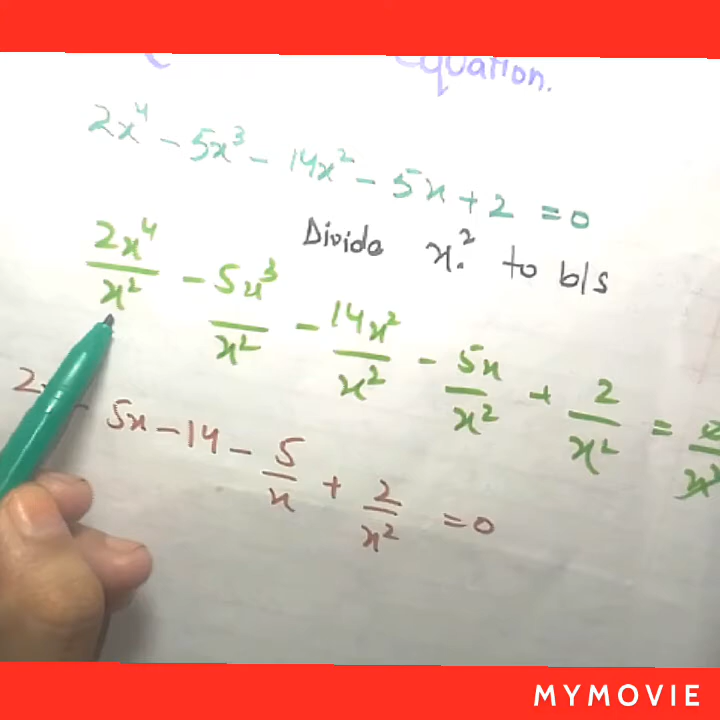 Equation.
2x⁴ - 5x³ - 14x² - 5x + 2 = 0
Divide x² to b/s
2x⁴/x² - 5x³/x² - 14x²/x² - 5x/x² + 2/x² =
5x - 14 - 5/x + 2/x² = 0
MYMOVIE